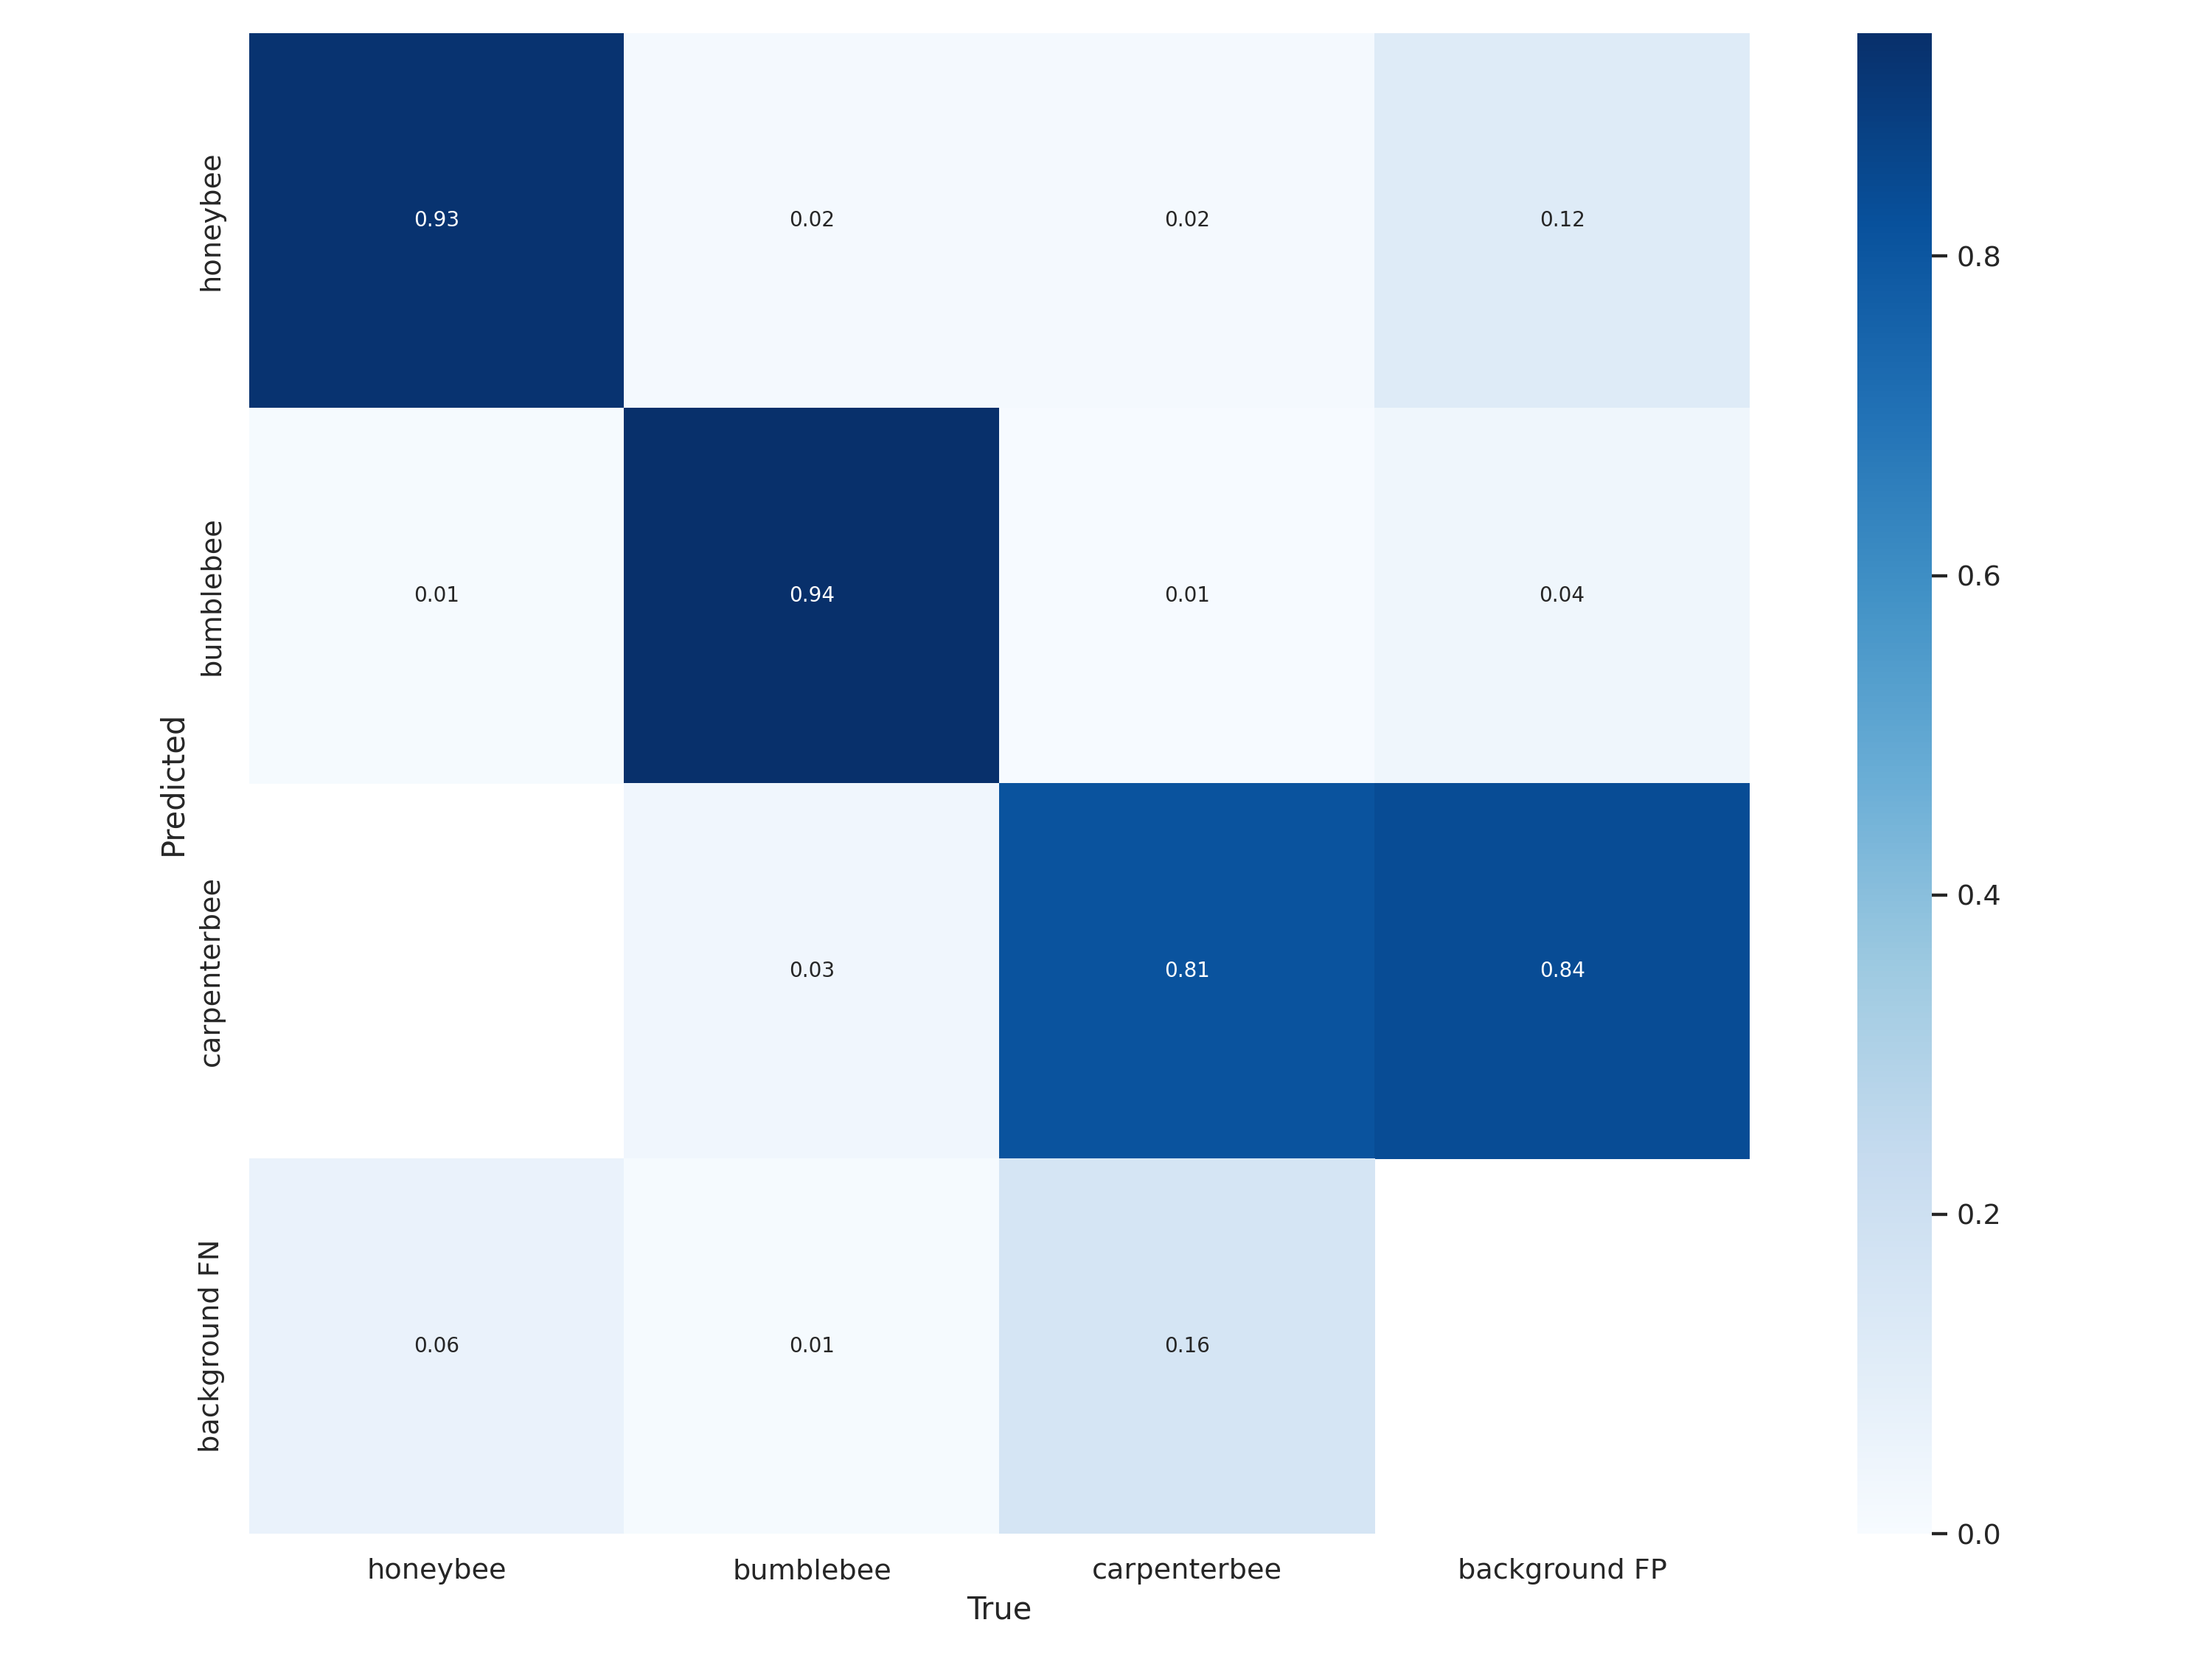 honeybee
0.93
0.02
0.02
0.12
bumblebee
0.01
0.94
0.01
0.04
carpenterbee
0.03
0.81
0.84
background FN
0.06
0.01
0.16
Predicted
honeybee
bumblebee
carpenterbee
background FP
True
0.8
0.6
0.4
0.2
0.0